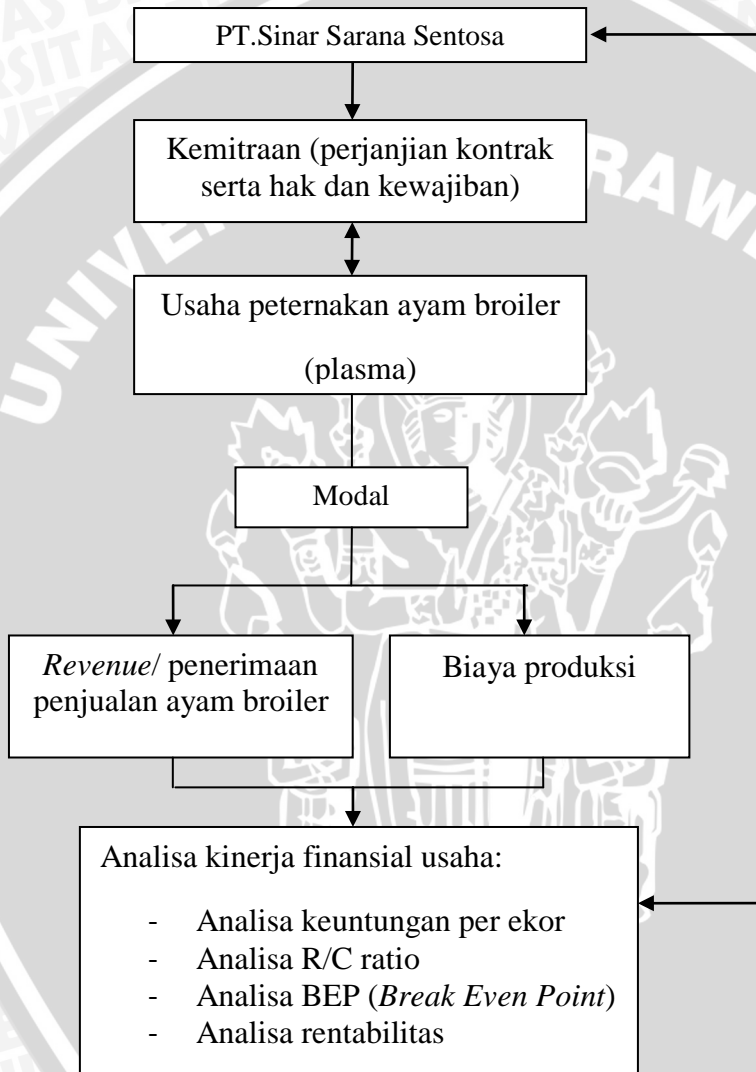 PT.Sinar Sarana Sentosa
Kemitraan (perjanjian kontrak
serta hak dan kewajiban)
Usaha peternakan ayam broiler
(plasma)
Modal
Revenue/ penerimaan
penjualan ayam broiler
Biaya produksi
Analisa kinerja finansial usaha:
- Analisa keuntungan per ekor
- Analisa R/C ratio
- Analisa BEP (Break Even Point)
- Analisa rentabilitas